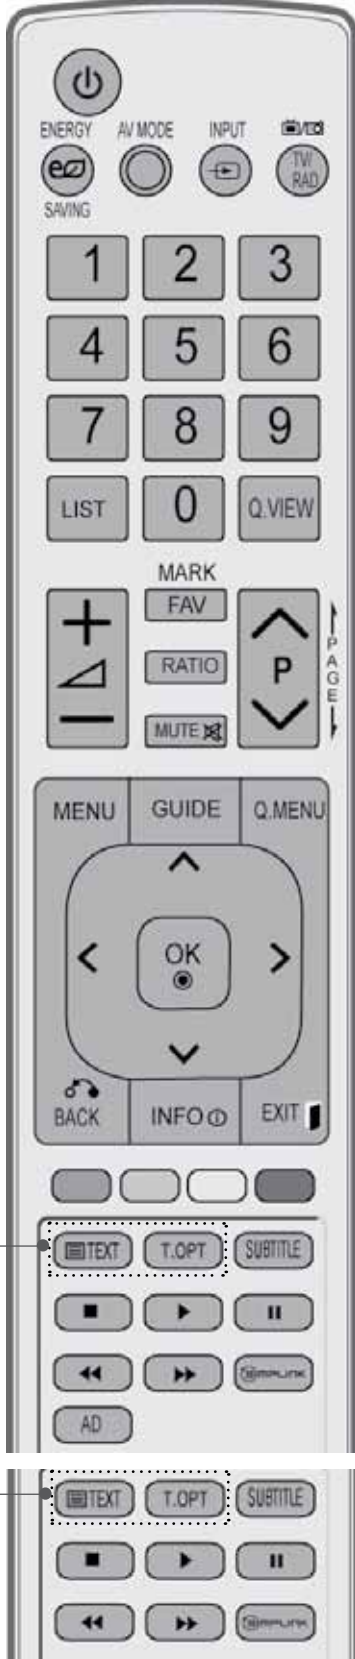 ENERGY AV MODE INPUT
TV/
RAD
SAVING
1 2 3
4 5 6
7 8 9
LIST 0 Q.VIEW
MARK
FAV
RATIO P PAGE
MUTE
MENU GUIDE Q.MENU
OK
BACK INFO EXIT
TEXT T.OPT SUBTITLE
SIMPLINK
AD
TEXT T.OPT SUBTITLE
SIMPLINK